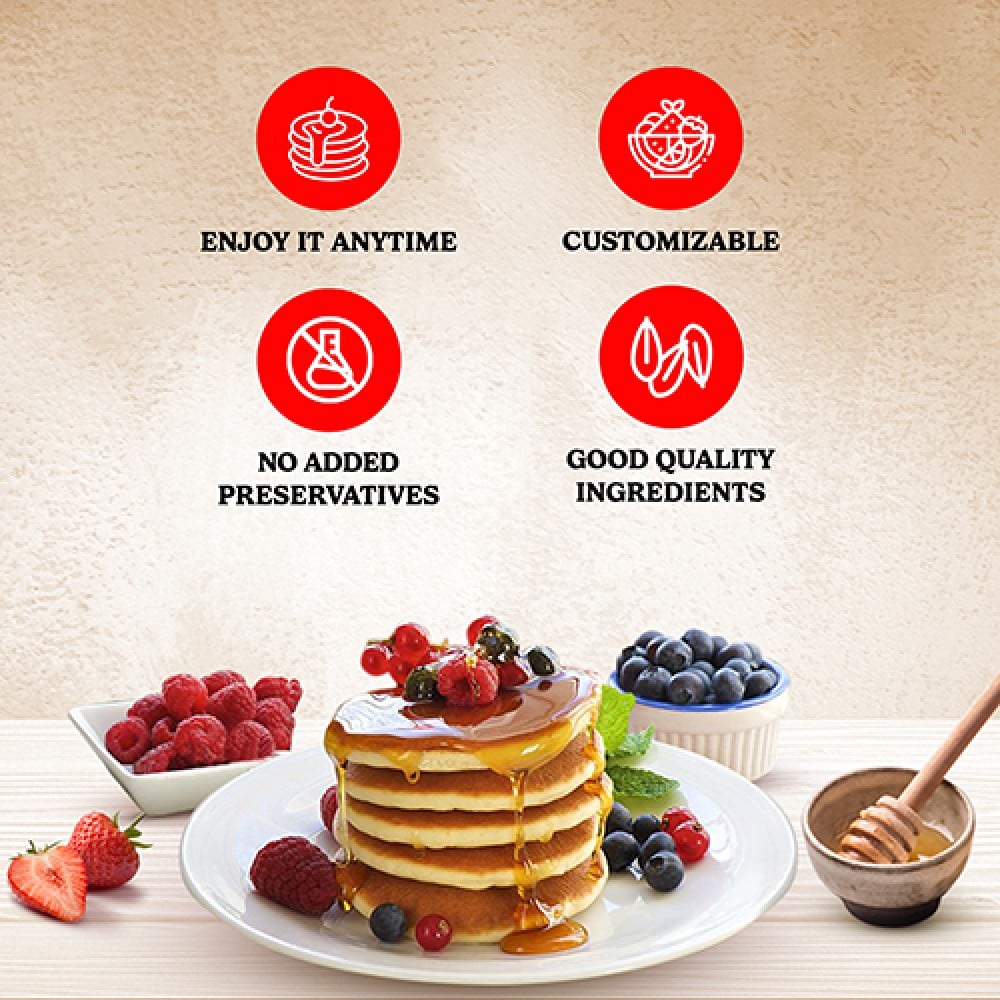 ENJOY IT ANYTIME
CUSTOMIZABLE
NO ADDED
PRESERVATIVES
GOOD QUALITY
INGREDIENTS